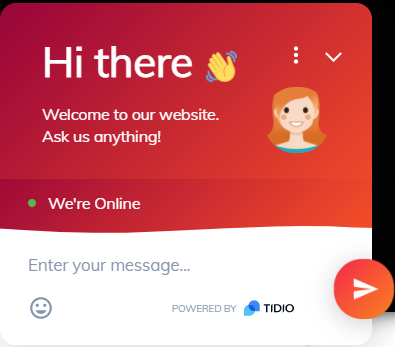 Hi there 👋
Welcome to our website.
Ask us anything!
We're Online
Enter your message...
POWERED BY TIDIO